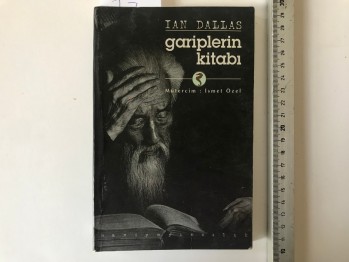 IAN DALLAS
gariplerin
kitabı
Mütercim : İsmet Özel